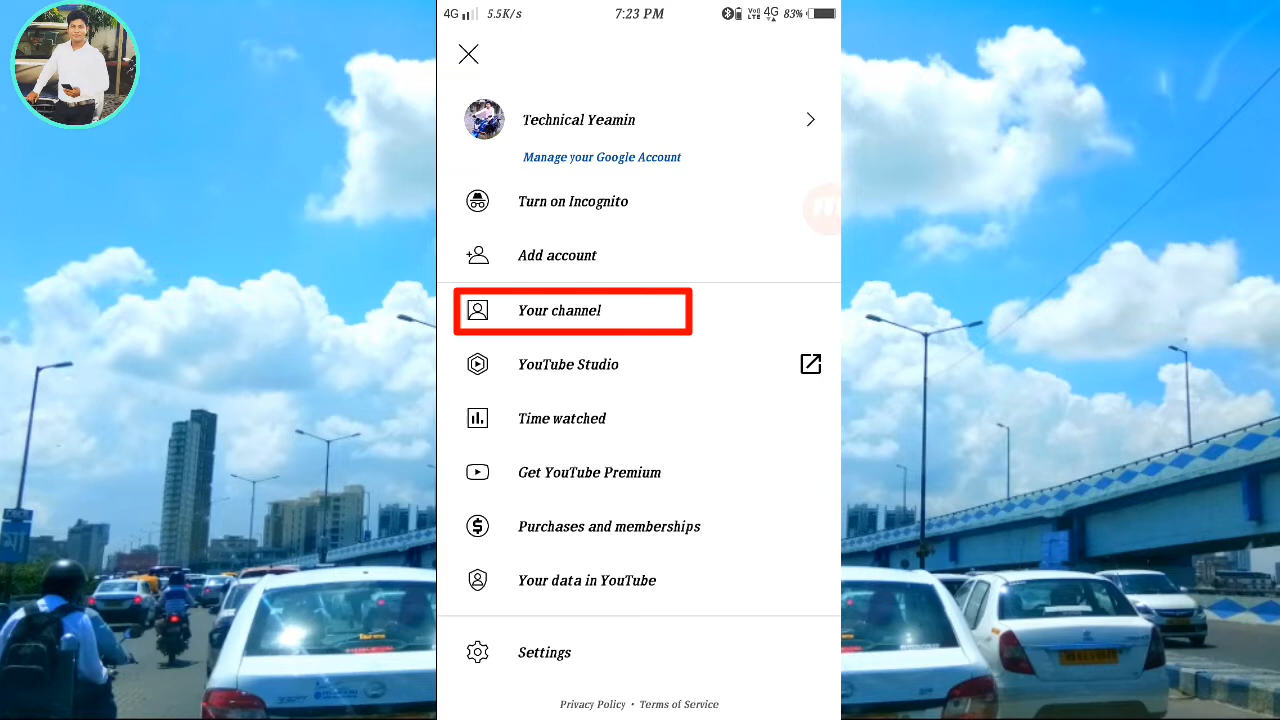 4G 5.5K/s 7:23 PM Vo)) LTE 4G 83%
Technical Yeamin
Manage your Google Account
Turn on Incognito
Add account
Your channel
YouTube Studio
Time watched
Get YouTube Premium
Purchases and memberships
Your data in YouTube
Settings
Privacy Policy • Terms of Service